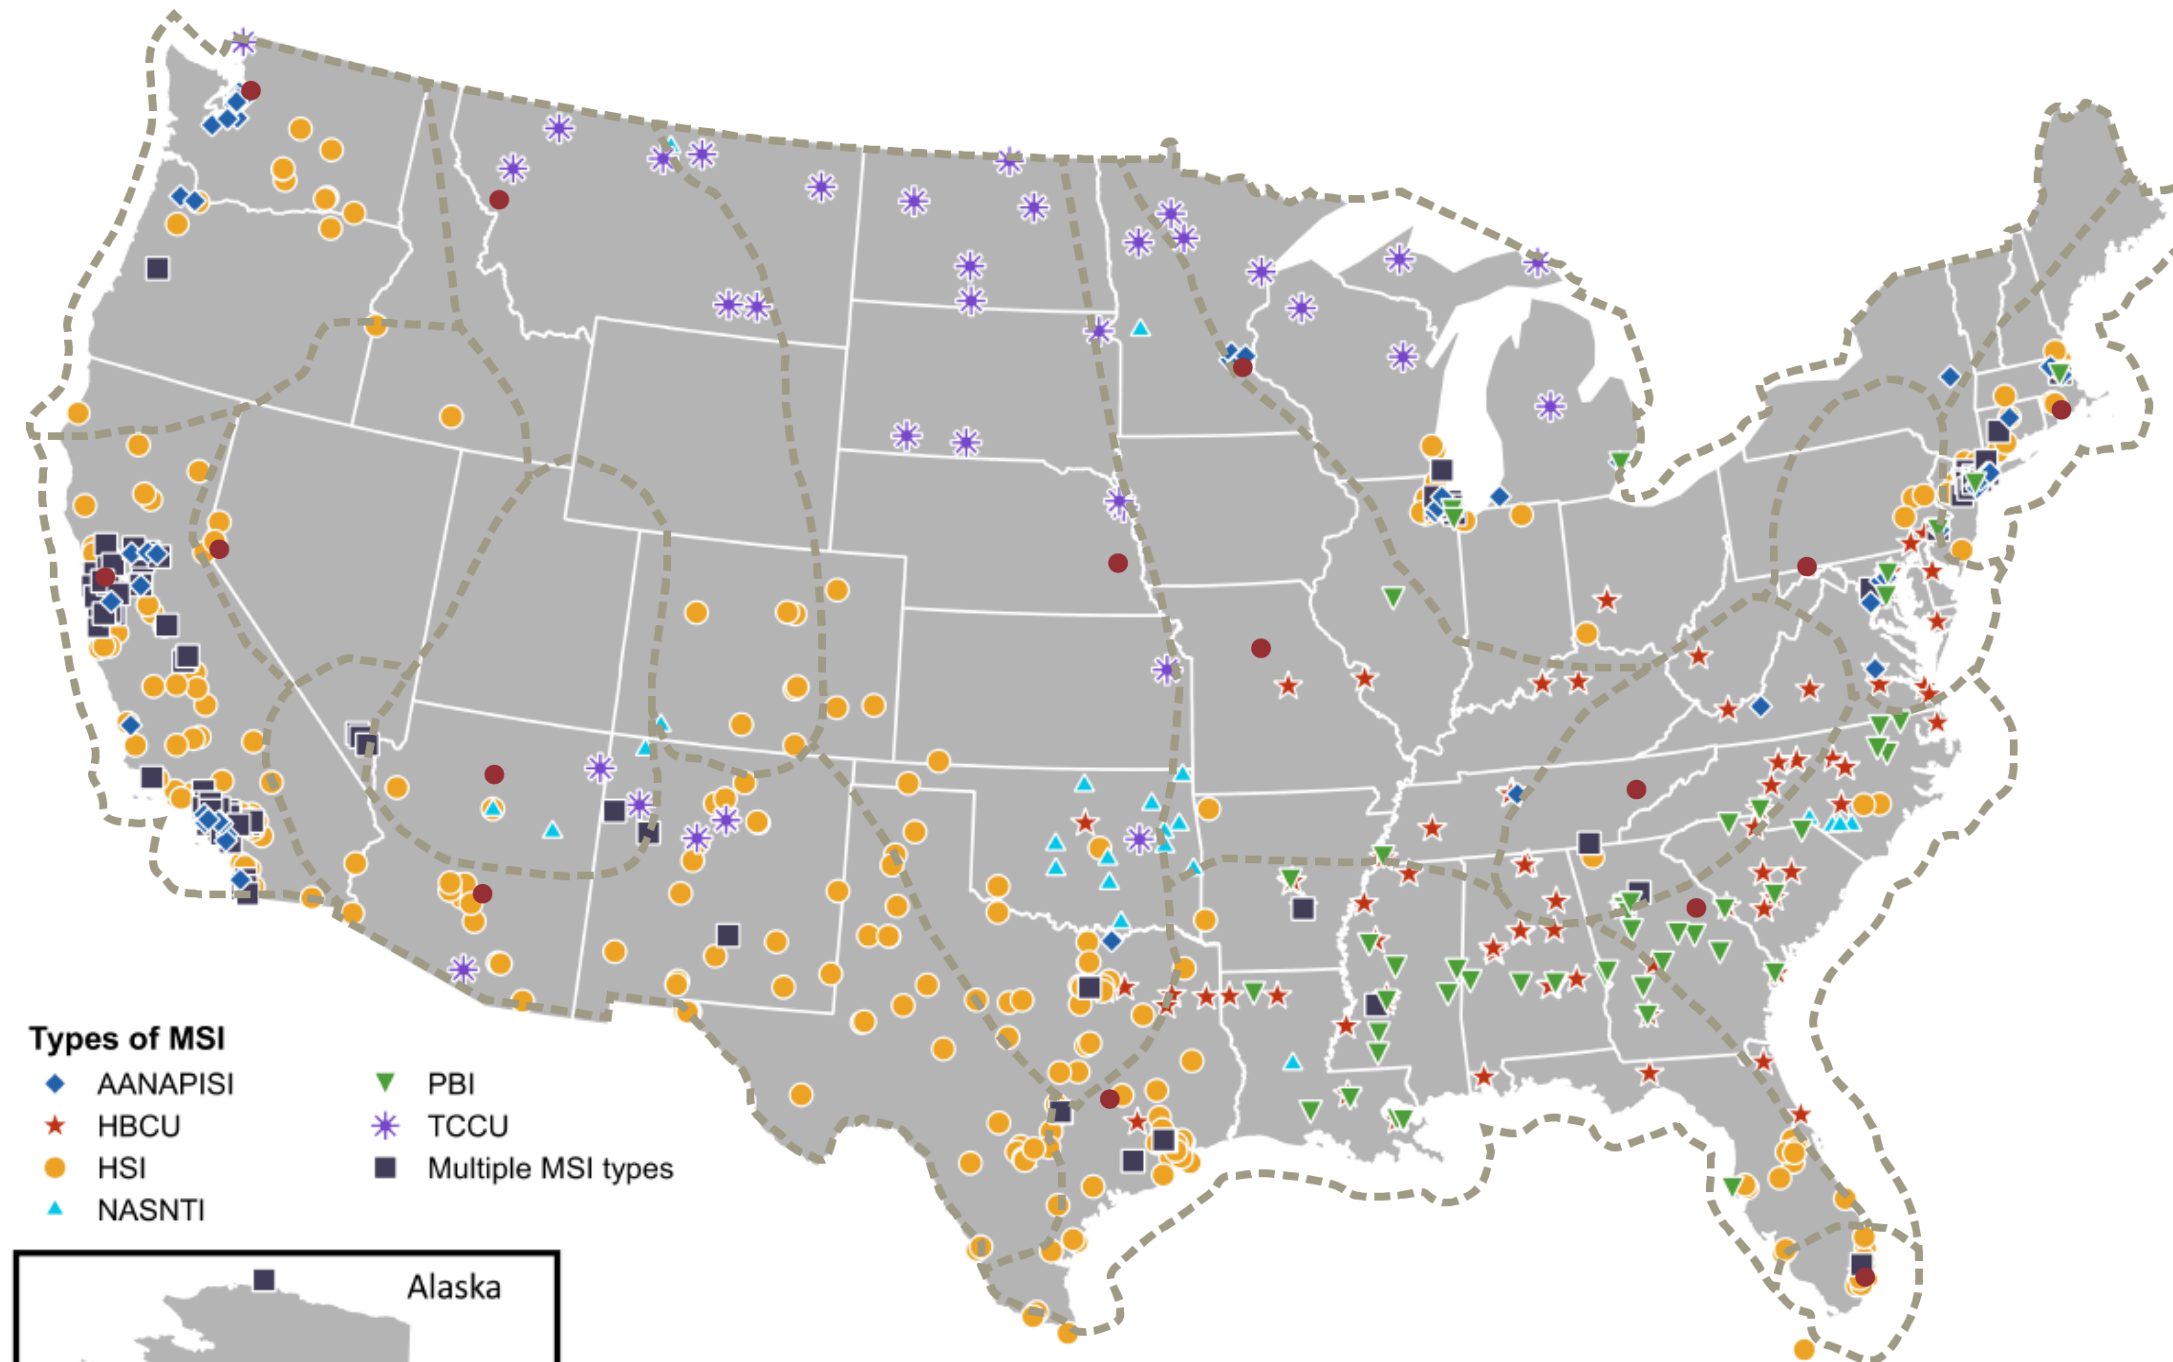 Types of MSI
AANAPISI
HBCU
HSI
NASNTI
PBI
TCCU
Multiple MSI types
Alaska